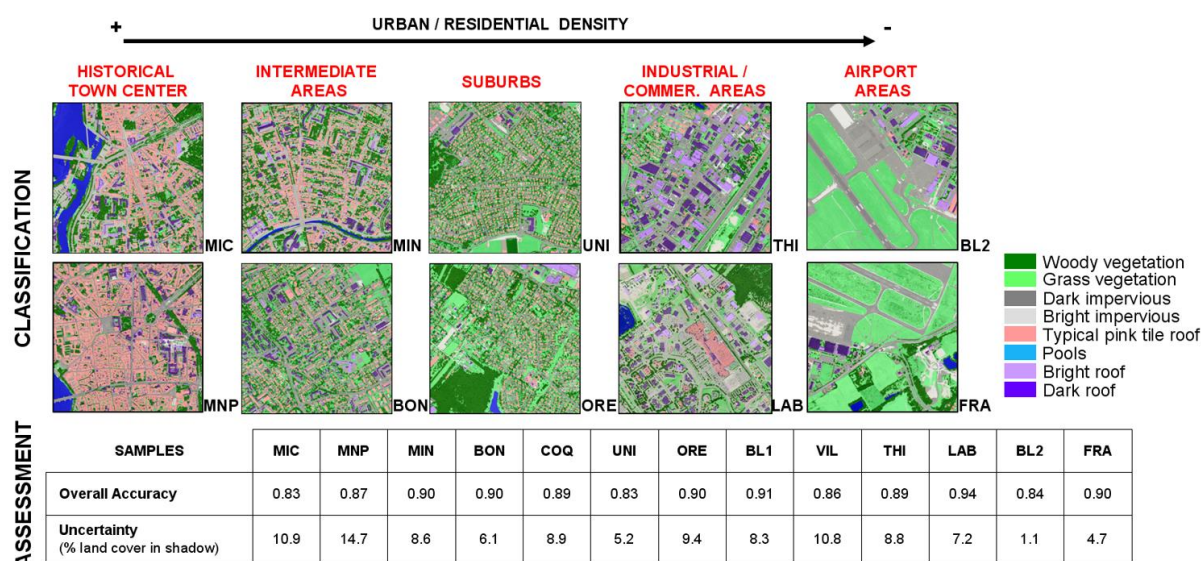 + URBAN / RESIDENTIAL DENSITY -
HISTORICAL
TOWN CENTER
INTERMEDIATE
AREAS
SUBURBS
INDUSTRIAL /
COMMER. AREAS
AIRPORT
AREAS
CLASSIFICATION
MIC
MIN
UNI
THI
BL2
MNP
BON
ORE
LAB
FRA
Woody vegetation
Grass vegetation
Dark impervious
Bright impervious
Typical pink tile roof
Pools
Bright roof
Dark roof
ASSESSMENT
SAMPLES MIC MNP MIN BON COQ UNI ORE BL1 VIL THI LAB BL2 FRA
Overall Accuracy 0.83 0.87 0.90 0.90 0.89 0.83 0.90 0.91 0.86 0.89 0.94 0.84 0.90
Uncertainty
(% land cover in shadow) 10.9 14.7 8.6 6.1 8.9 5.2 9.4 8.3 10.8 8.8 7.2 1.1 4.7